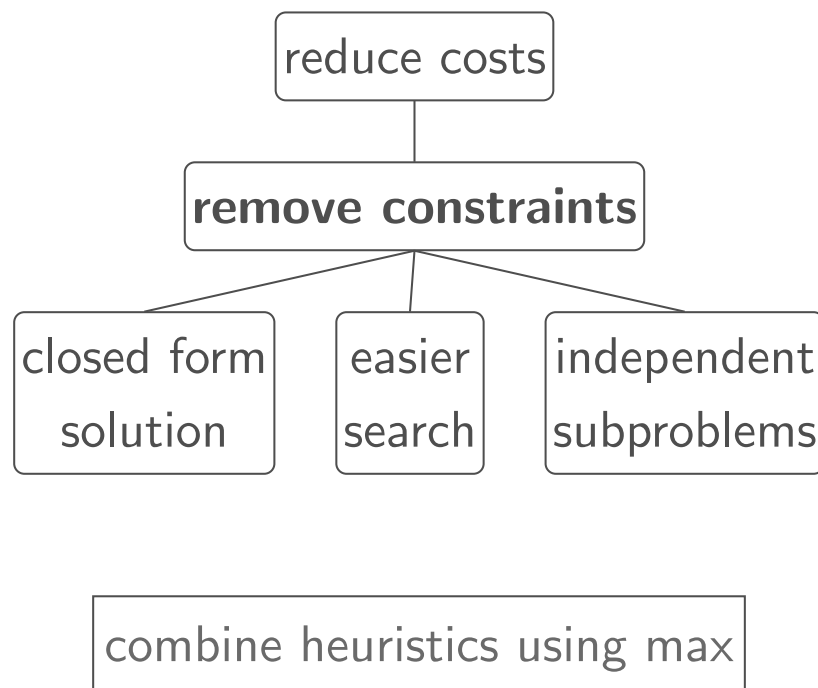 reduce costs
remove constraints
closed form
solution
easier
search
independent
subproblems
combine heuristics using max